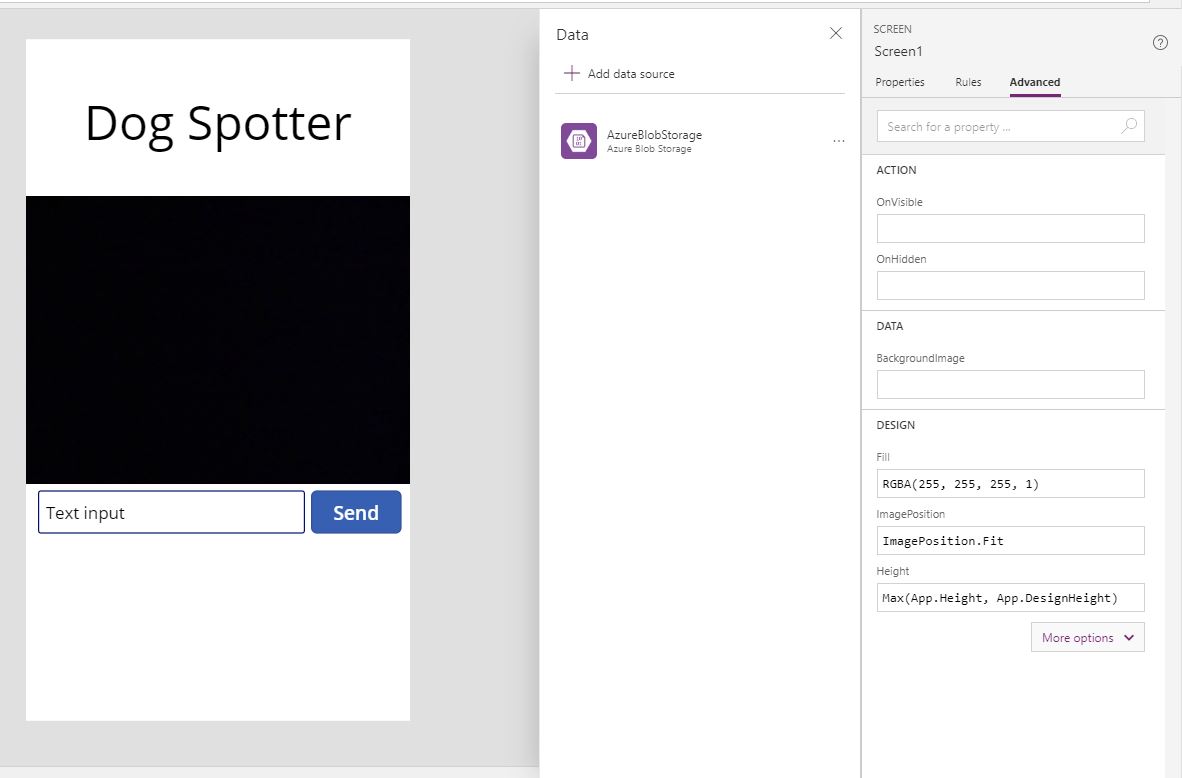 Dog Spotter
Text input
Send
Data
Add data source
AzureBlobStorage
Azure Blob Storage
...
SCREEN
Screen1
?
Properties Rules Advanced
Search for a property ...
ACTION
OnVisible
OnHidden
DATA
BackgroundImage
DESIGN
Fill
RGBA(255, 255, 255, 1)
ImagePosition
ImagePosition.Fit
Height
Max(App.Height, App.DesignHeight)
More options